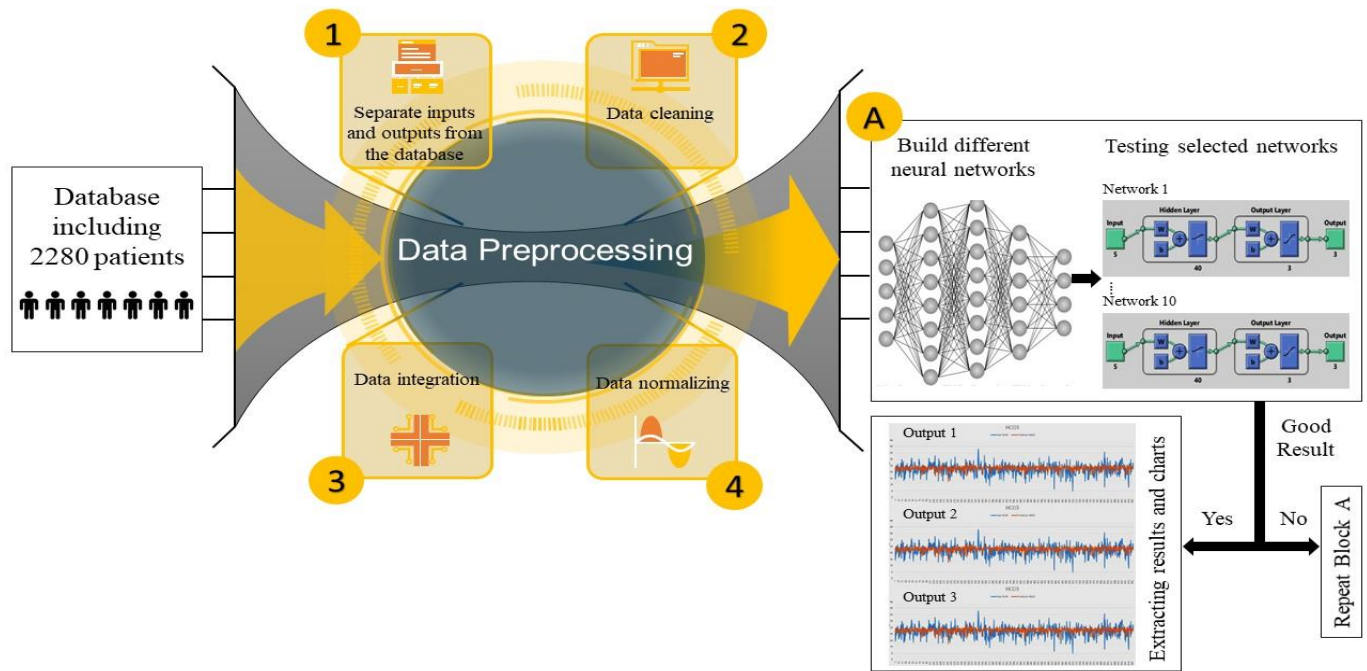 Database
including
2280 patients
1
Separate inputs
and outputs from
the database
2
Data cleaning
Data Preprocessing
Data integration
3
Data normalizing
4
A
Build different
neural networks
Testing selected networks
Network 1
Input
Hidden Layer
Output Layer
Output
W
b
W
b
5
40
3
3
Network 10
Input
Hidden Layer
Output Layer
Output
W
b
W
b
5
40
3
3
Good
Result
Yes
No
Repeat Block A
Output 1
HCO3
Output 2
HCO3
Output 3
HCO3
Extracting results and charts